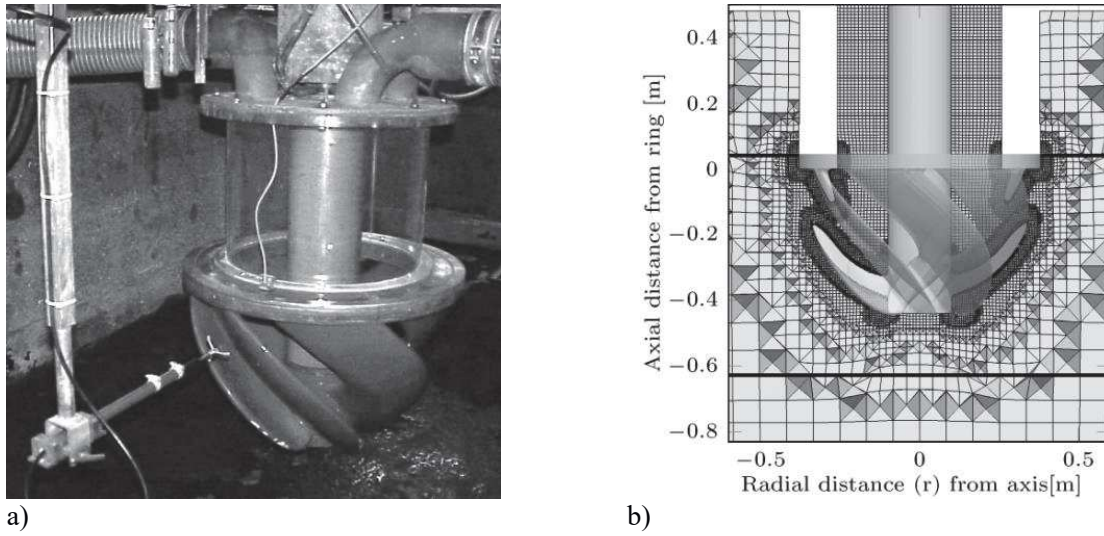 0.4
0.2
0
−0.2
−0.4
−0.6
−0.8
Axial distance from ring [m]
−0.5 0 0.5
Radial distance (r) from axis[m]
a) b)